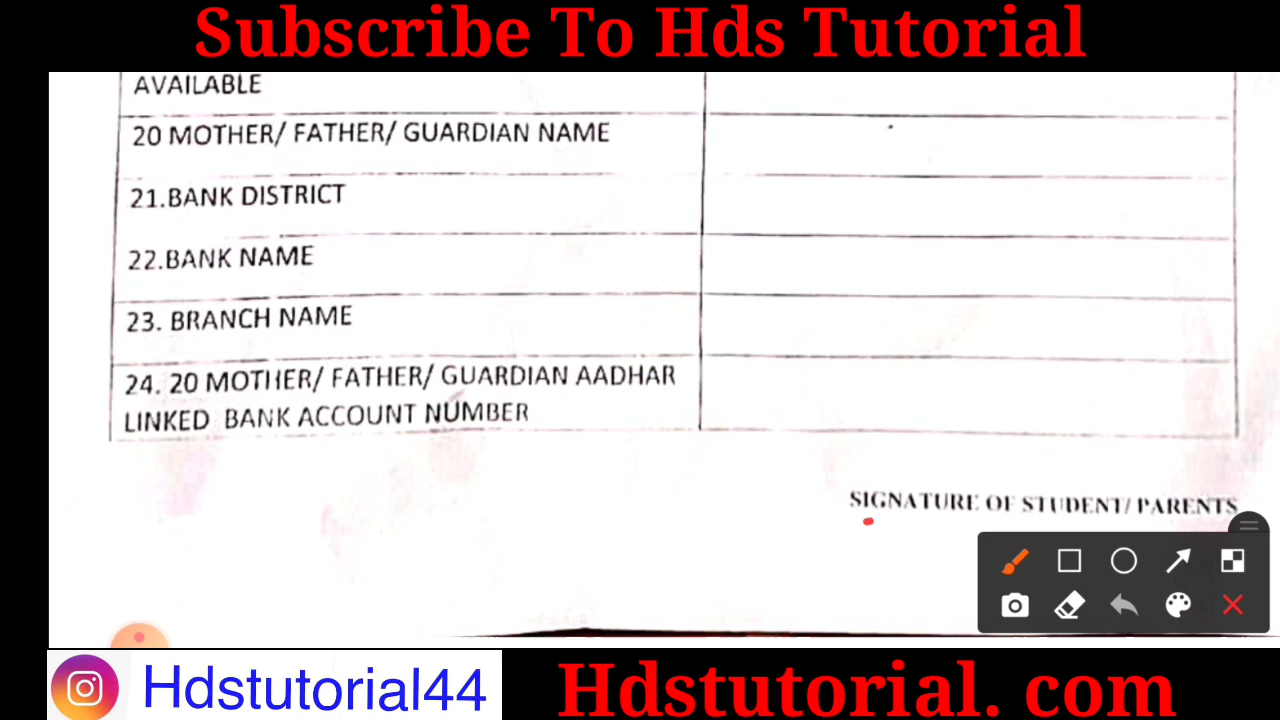 Subscribe To Hds Tutorial
AVAILABLE
20 MOTHER/ FATHER/ GUARDIAN NAME
21.BANK DISTRICT
22.BANK NAME
23. BRANCH NAME
24. 20 MOTHER/ FATHER/ GUARDIAN AADHAR
LINKED BANK ACCOUNT NUMBER
SIGNATURE OF STUDENT/ PARENTS
Hdstutorial44
Hdstutorial. com